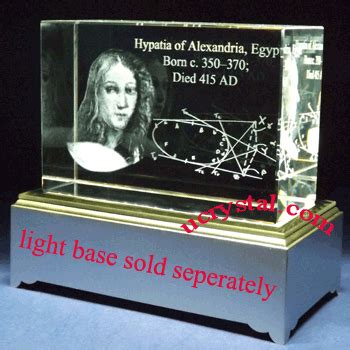 Hypatia of Alexandria, Egypt
Born c. 350–370;
Died 415 AD
ucrystal.com
light base sold seperately